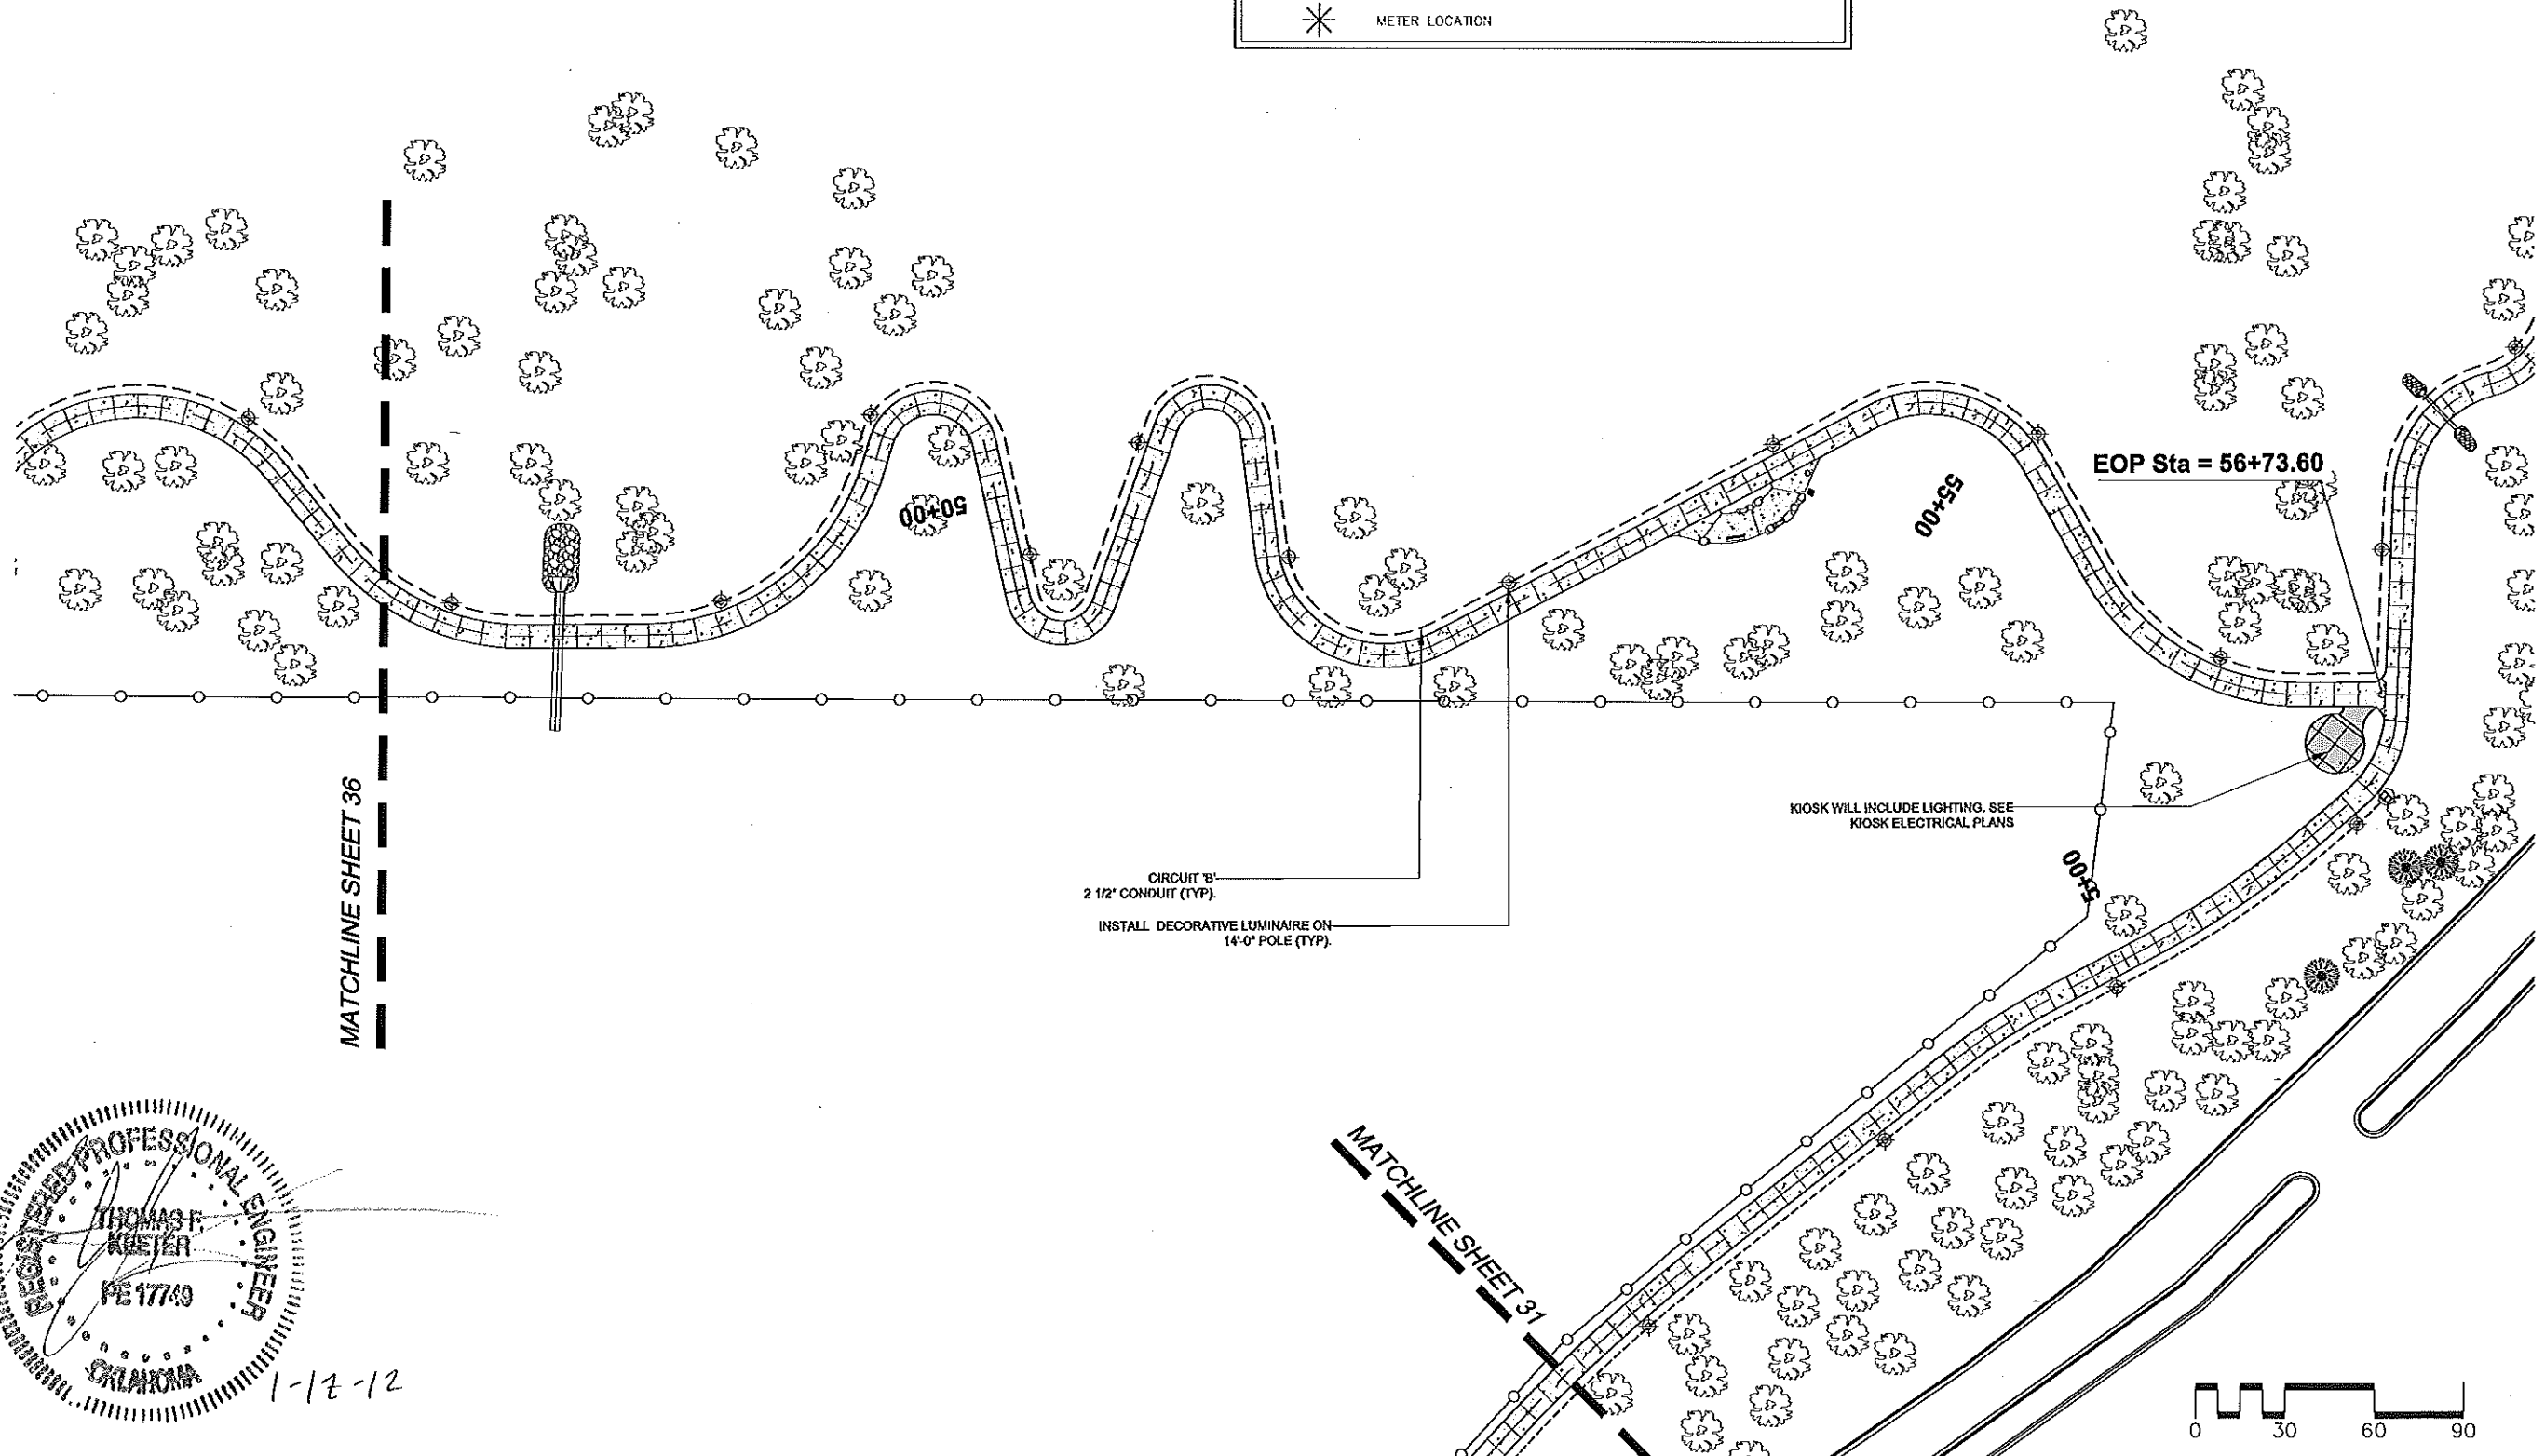 METER LOCATION
50+00
55+00
EOP Sta = 56+73.60
MATCHLINE SHEET 36
KIOSK WILL INCLUDE LIGHTING. SEE
KIOSK ELECTRICAL PLANS
CIRCUIT 'B'
2 1/2" CONDUIT (TYP).
INSTALL DECORATIVE LUMINAIRE ON
14'-0" POLE (TYP).
5+00
MATCHLINE SHEET 31
REGISTERED PROFESSIONAL ENGINEER
THOMAS F.
KEETER
PE 17749
OKLAHOMA
1-12-12
0 30 60 90